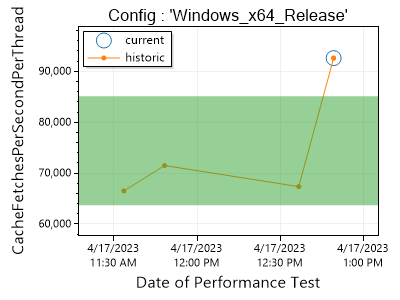 Config : 'Windows_x64_Release'
current
historic
CacheFetchesPerSecondPerThread
90,000
80,000
70,000
60,000
4/17/2023 4/17/2023 4/17/2023 4/17/2023
11:30 AM 12:00 PM 12:30 PM 1:00 PM
Date of Performance Test